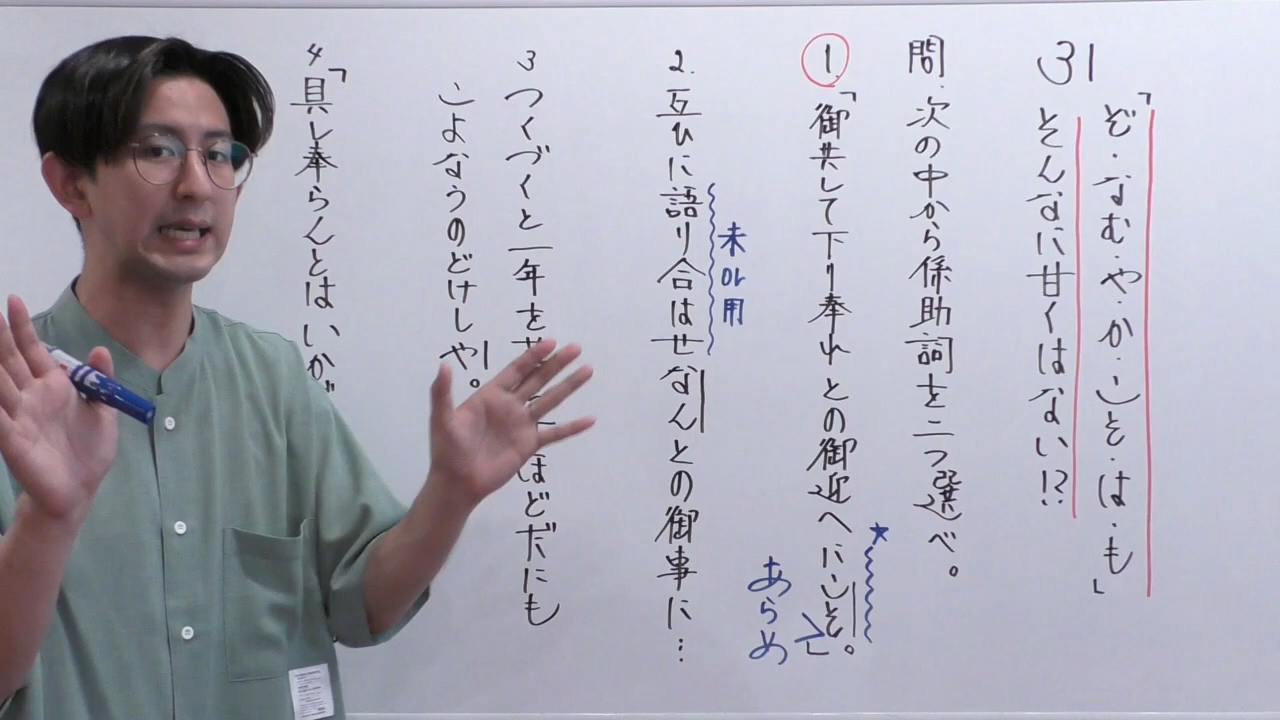 31
「ぞ・なむ・や・か・こそ・は・も」
そんなに甘くはない!?
問.次の中から係助詞を二つ選べ。
1.「御共して下り奉れとの御迎へにこそ。
★
あらめ
2.互ひに語り合はせなんとの御事に…
未or用
3 つくづくと一年を ほどだにも
こよなうのどけしや。
4「具し奉らんとはいかが